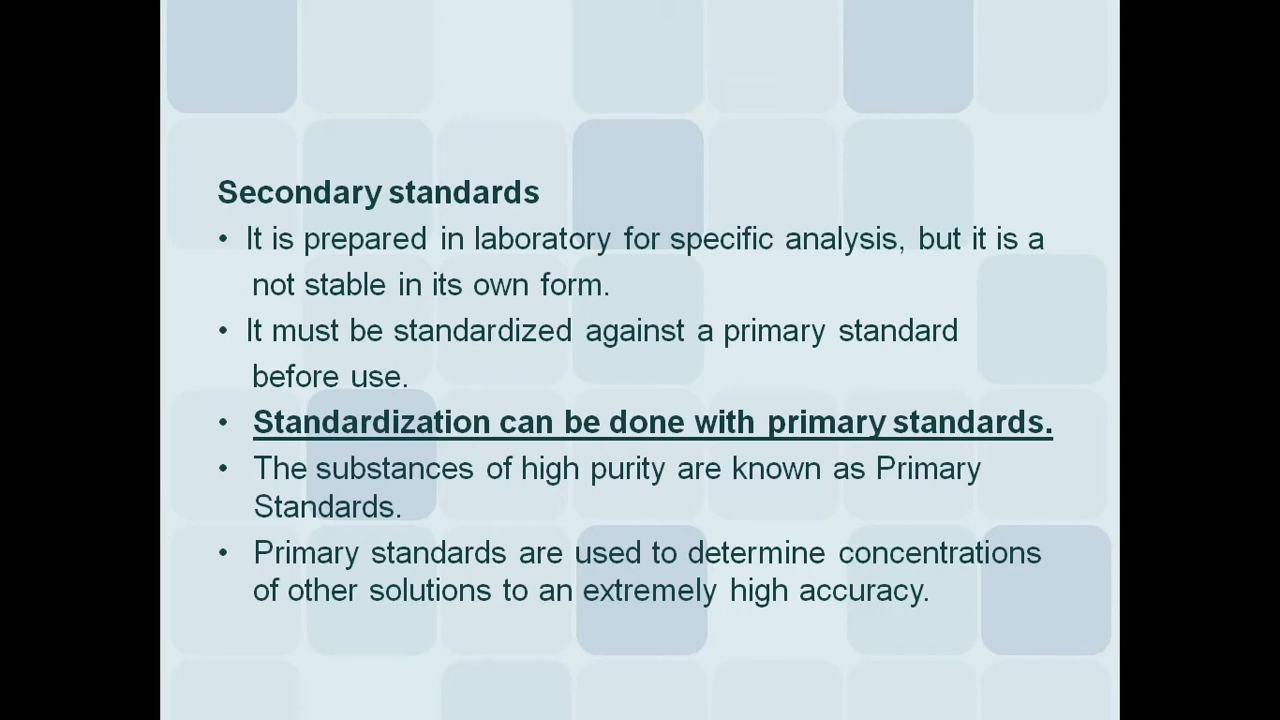 Secondary standards
• It is prepared in laboratory for specific analysis, but it is a
not stable in its own form.
• It must be standardized against a primary standard
before use.
• Standardization can be done with primary standards.
• The substances of high purity are known as Primary
Standards.
• Primary standards are used to determine concentrations
of other solutions to an extremely high accuracy.